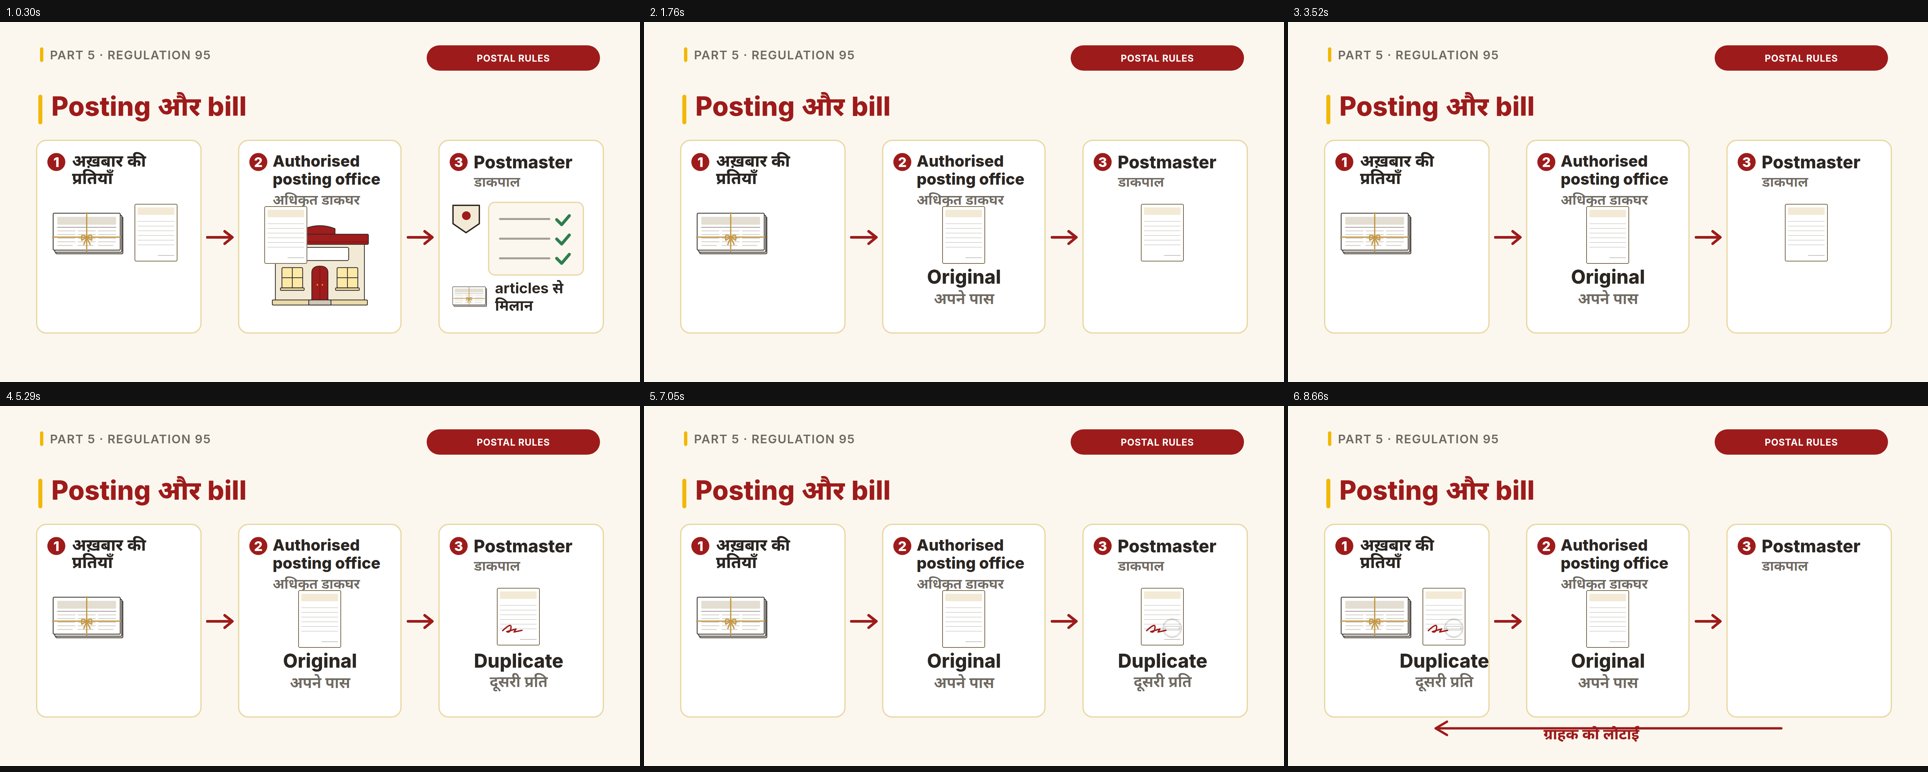 1. 0.30s
PART 5 · REGULATION 95
POSTAL RULES
Posting और bill
1 अख़बार की
प्रतियाँ
2 Authorised
posting office
अधिकृत डाकघर
3 Postmaster
डाकपाल
articles से
मिलान
2. 1.76s
PART 5 · REGULATION 95
POSTAL RULES
Posting और bill
1 अख़बार की
प्रतियाँ
2 Authorised
posting office
अधिकृत डाकघर
Original
अपने पास
3 Postmaster
डाकपाल
3. 3.52s
PART 5 · REGULATION 95
POSTAL RULES
Posting और bill
1 अख़बार की
प्रतियाँ
2 Authorised
posting office
अधिकृत डाकघर
Original
अपने पास
3 Postmaster
डाकपाल
4. 5.29s
PART 5 · REGULATION 95
POSTAL RULES
Posting और bill
1 अख़बार की
प्रतियाँ
2 Authorised
posting office
अधिकृत डाकघर
Original
अपने पास
3 Postmaster
डाकपाल
Duplicate
दूसरी प्रति
5. 7.05s
PART 5 · REGULATION 95
POSTAL RULES
Posting और bill
1 अख़बार की
प्रतियाँ
2 Authorised
posting office
अधिकृत डाकघर
Original
अपने पास
3 Postmaster
डाकपाल
Duplicate
दूसरी प्रति
6. 8.66s
PART 5 · REGULATION 95
POSTAL RULES
Posting और bill
1 अख़बार की
प्रतियाँ
Duplicate
दूसरी प्रति
2 Authorised
posting office
अधिकृत डाकघर
Original
अपने पास
3 Postmaster
डाकपाल
ग्राहक को लौटाई